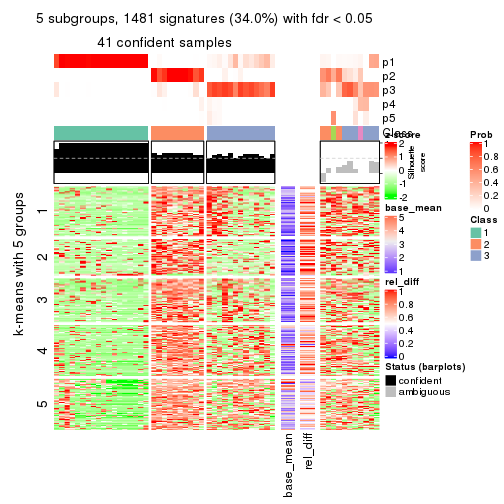 5 subgroups, 1481 signatures (34.0%) with fdr < 0.05
41 confident samples
p1
p2
p3
p4
p5
Class
z-score
2
1
0
-1
-2
Silhouette
score
Prob
1
0.8
0.6
0.4
0.2
0
Class
1
2
3
base_mean
5
4
3
2
1
rel_diff
1
0.8
0.6
0.4
0.2
0
Status (barplots)
confident
ambiguous
k-means with 5 groups
1
2
3
4
5
base_mean
rel_diff